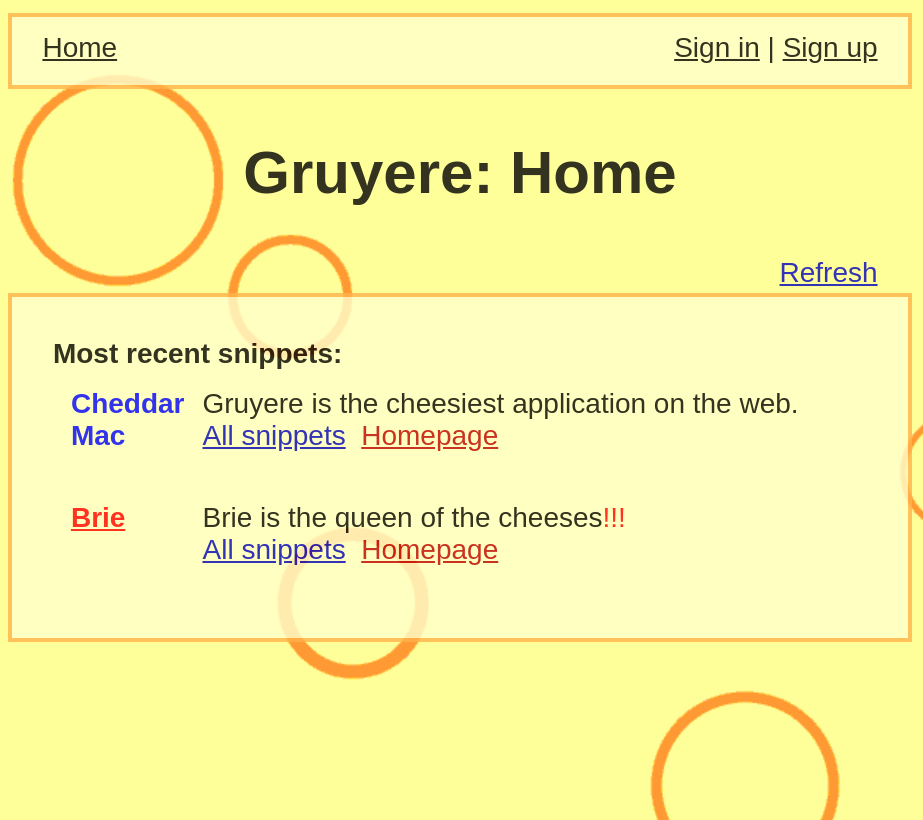 Home Sign in | Sign up
Gruyere: Home
Refresh
Most recent snippets:
Cheddar Gruyere is the cheesiest application on the web.
Mac All snippets Homepage
Brie Brie is the queen of the cheeses!!!
All snippets Homepage